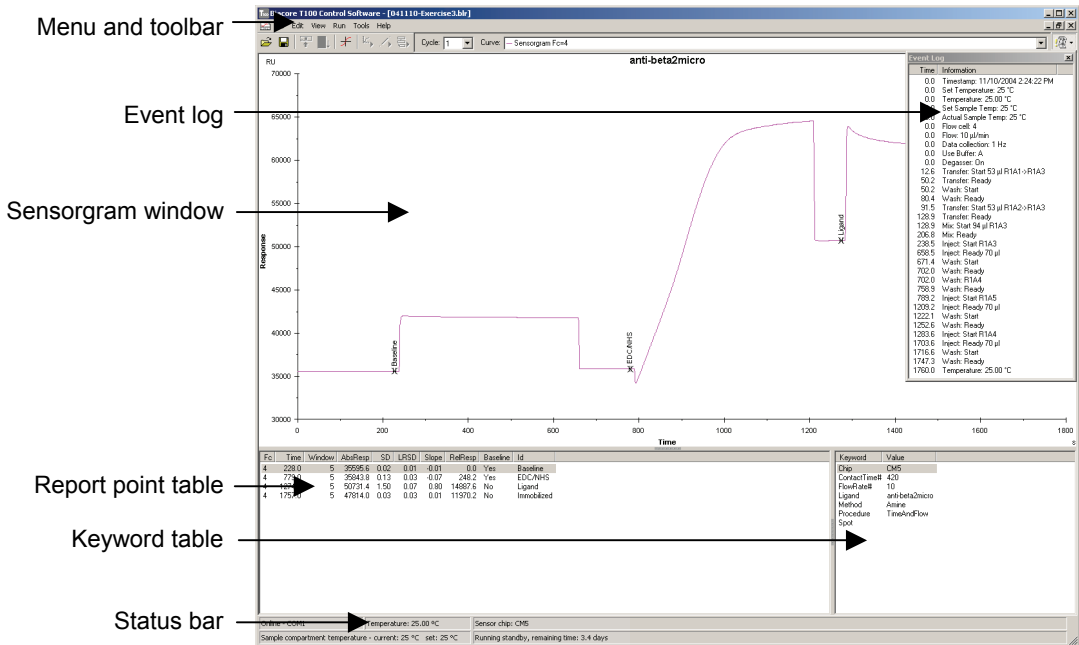 Menu and toolbar
Event log
Sensorgram window
Report point table
Keyword table
Status bar
Biacore T100 Control Software - [041110-Exercise3.blr]
Edit View Run Tools Help
Cycle: 1 Curve: — Sensorgram Fc=4
RU
anti-beta2micro
70000
65000
60000
55000
50000
45000
40000
35000
30000
Response
Baseline
EDC/NHS
Ligand
0 200 400 600 800 1000 1200 1400 1600 1800
Time
s
Event Log
Time Information
0.0 Timestamp: 11/10/2004 2:24:22 PM
0.0 Set Temperature: 25 °C
0.0 Temperature: 25.00 °C
Set Sample Temp: 25 °C
Actual Sample Temp: 25 °C
0.0 Flow cell: 4
0.0 Flow: 10 µl/min
0.0 Data collection: 1 Hz
0.0 Use Buffer: A
0.0 Degasser: On
12.6 Transfer: Start 53 µl R1A1->R1A3
50.2 Transfer: Ready
50.2 Wash: Start
80.4 Wash: Ready
91.5 Transfer: Start 53 µl R1A2->R1A3
128.9 Transfer: Ready
128.9 Mix: Start 94 µl R1A3
206.8 Mix: Ready
238.5 Inject: Start R1A3
658.5 Inject: Ready 70 µl
671.4 Wash: Start
702.0 Wash: Ready
702.0 Wash: R1A4
758.9 Wash: Ready
789.2 Inject: Start R1A5
1209.2 Inject: Ready 70 µl
1222.1 Wash: Start
1252.6 Wash: Ready
1283.6 Inject: Start R1A4
1703.6 Inject: Ready 70 µl
1716.6 Wash: Start
1747.3 Wash: Ready
1760.0 Temperature: 25.00 °C
Fc Time Window AbsResp SD LRSD Slope RelResp Baseline Id
4 228.0 5 35595.6 0.02 0.01 -0.01 0.0 Yes Baseline
4 5 35843.8 0.13 0.03 -0.07 248.2 Yes EDC/NHS
4 5 50731.4 1.50 0.07 0.80 14887.6 No Ligand
4 5 47814.0 0.03 0.03 0.01 11970.2 No Immobilized
Keyword Value
Chip CM5
ContactTime# 420
FlowRate# 10
Ligand anti-beta2micro
Method Amine
Procedure TimeAndFlow
Spot
Temperature: 25.00 °C Sensor chip: CM5
Sample compartment temperature - current: 25 °C set: 25 °C Running standby, remaining time: 3.4 days